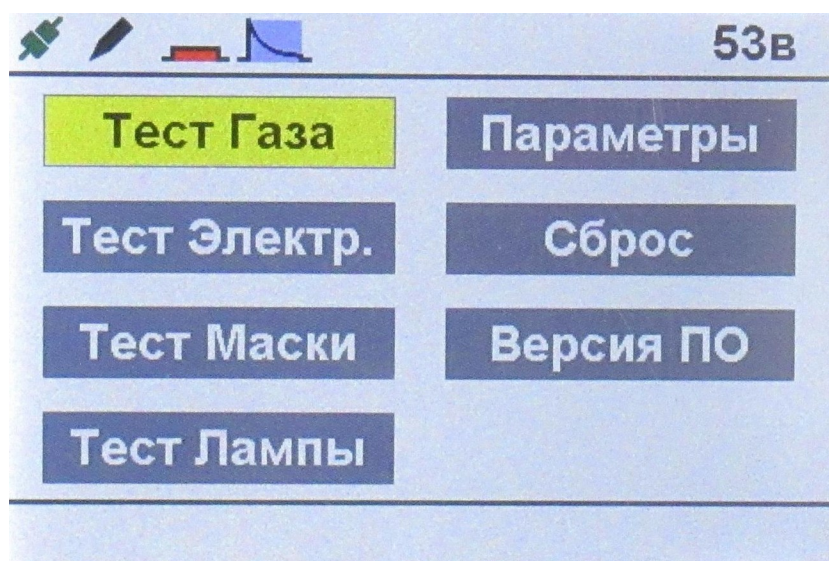 53в
Тест Газа
Параметры
Тест Электр.
Сброс
Тест Маски
Версия ПО
Тест Лампы